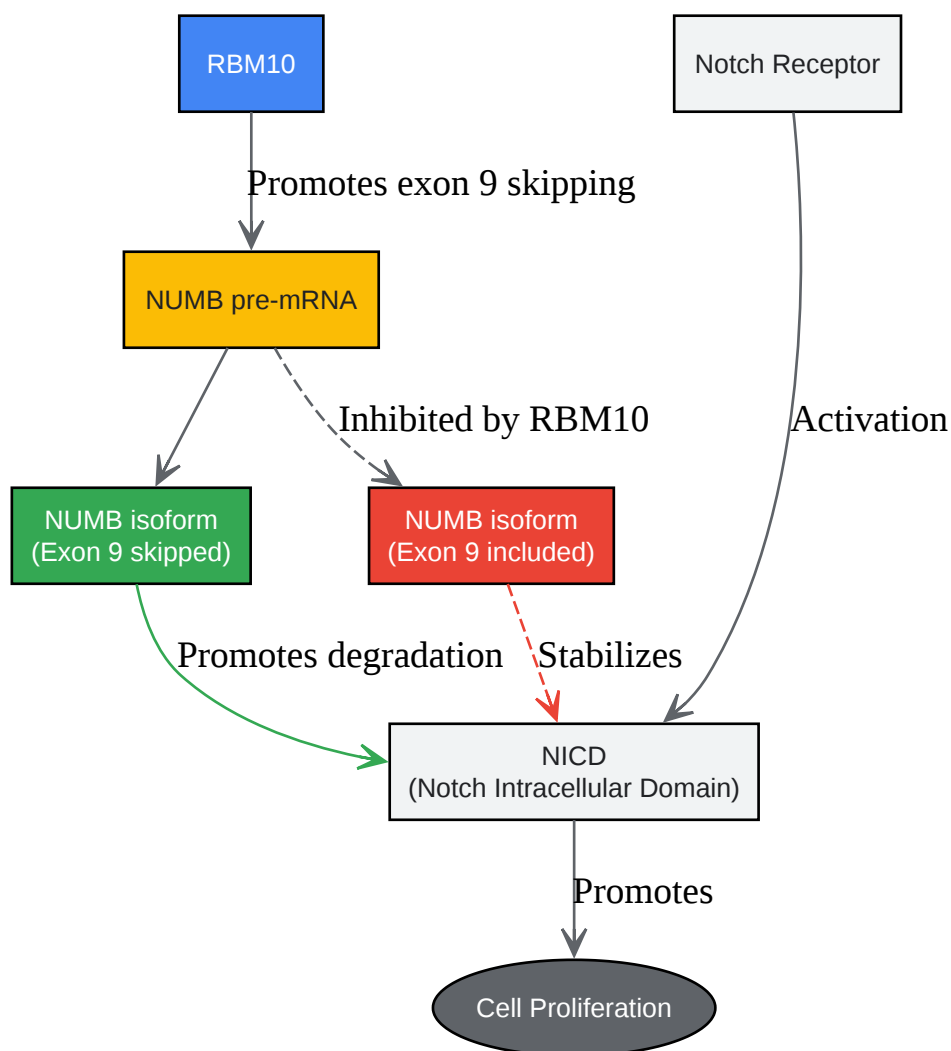 RBM10
Notch Receptor
Promotes exon 9 skipping
NUMB pre-mRNA
Inhibited by RBM10
Activation
NUMB isoform
(Exon 9 skipped)
NUMB isoform
(Exon 9 included)
Promotes degradation
Stabilizes
NICD
(Notch Intracellular Domain)
Promotes
Cell Proliferation